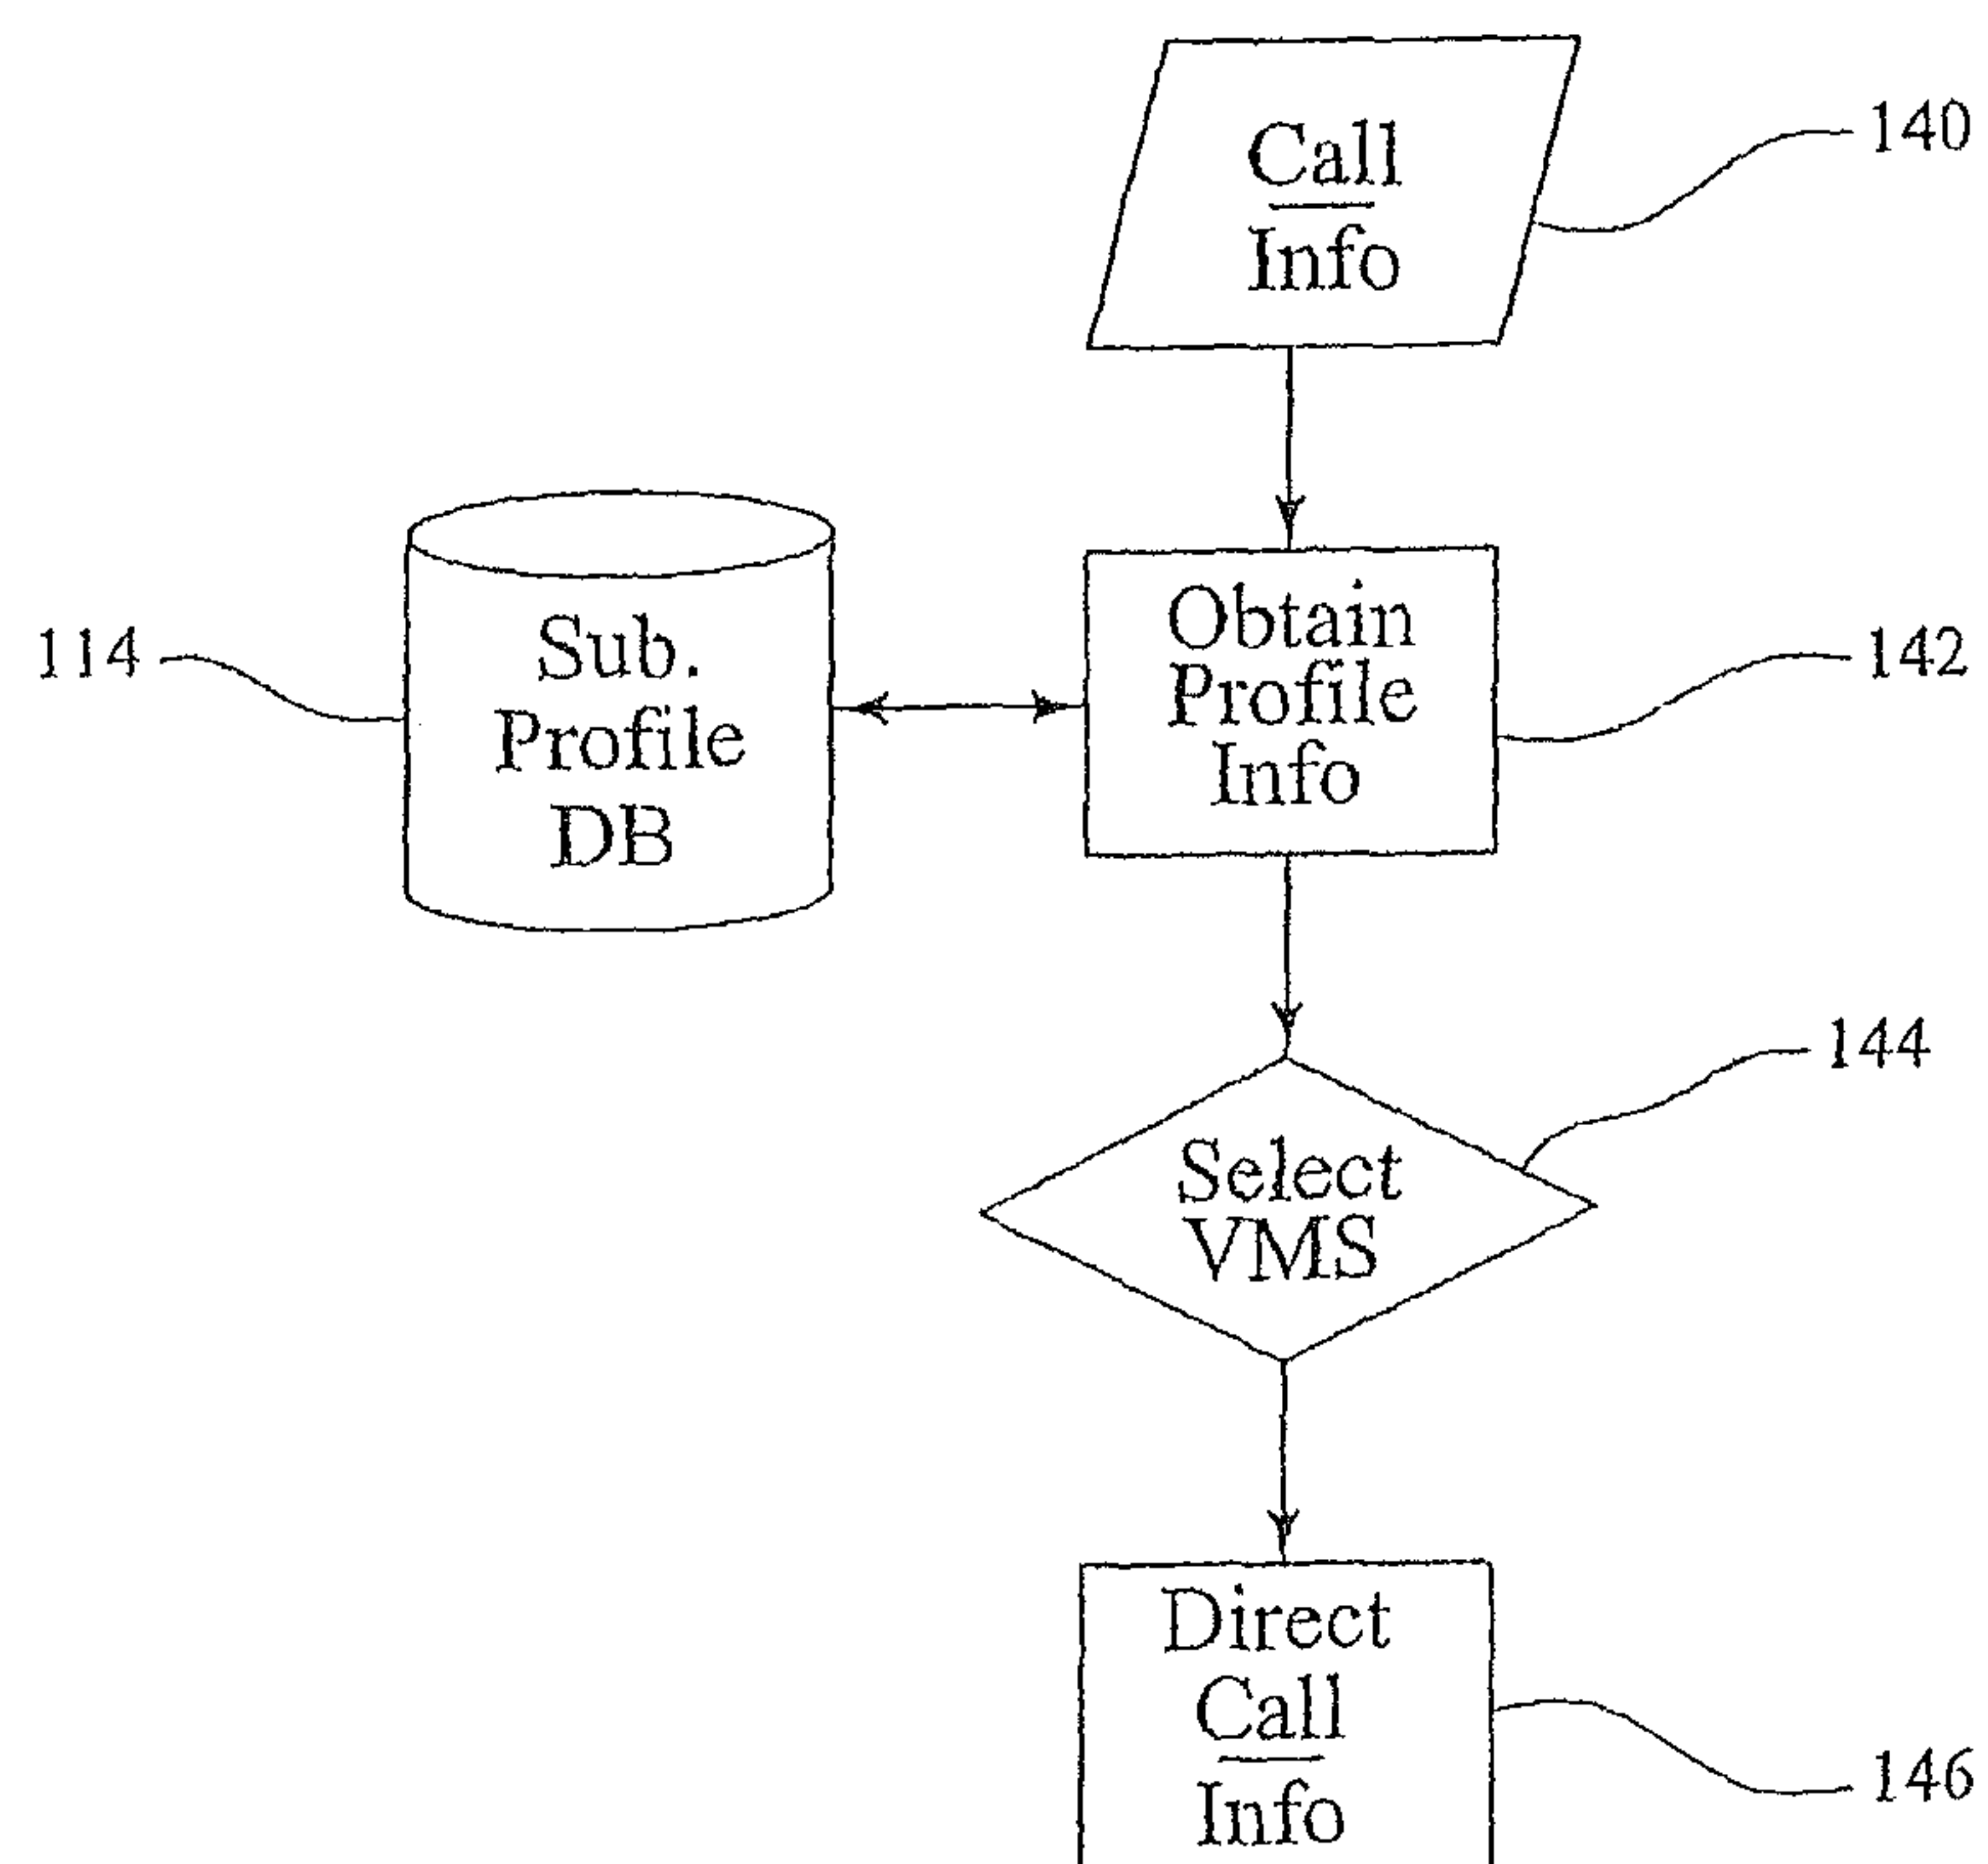 Call
Info
140
Sub.
Profile
DB
114
Obtain
Profile
Info
142
Select
VMS
144
Direct
Call
Info
146